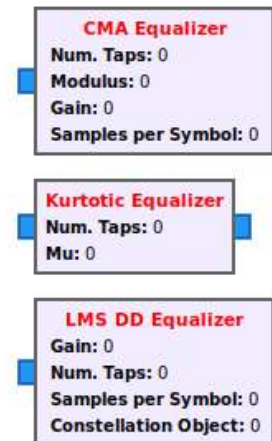 CMA Equalizer
Num. Taps: 0
Modulus: 0
Gain: 0
Samples per Symbol: 0
Kurtotic Equalizer
Num. Taps: 0
Mu: 0
LMS DD Equalizer
Gain: 0
Num. Taps: 0
Samples per Symbol: 0
Constellation Object: 0